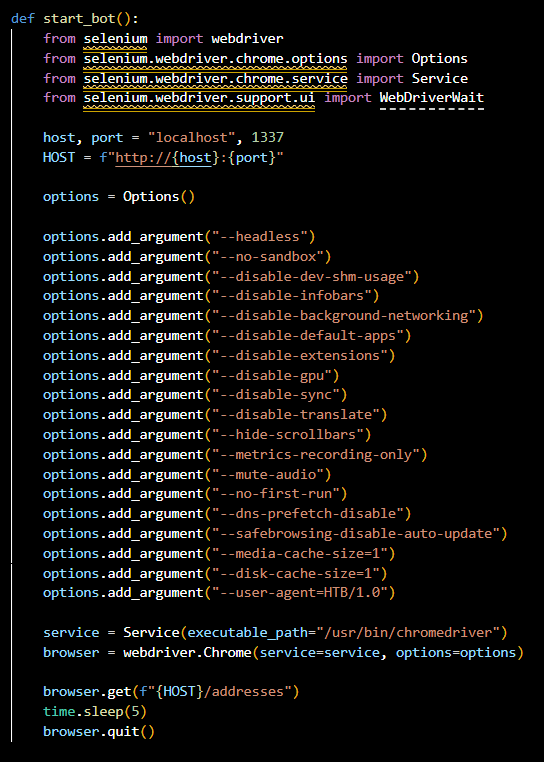 def start_bot():
    from selenium import webdriver
    from selenium.webdriver.chrome.options import Options
    from selenium.webdriver.chrome.service import Service
    from selenium.webdriver.support.ui import WebDriverWait

    host, port = "localhost", 1337
    HOST = f"http://{host}:{port}"

    options = Options()

    options.add_argument("--headless")
    options.add_argument("--no-sandbox")
    options.add_argument("--disable-dev-shm-usage")
    options.add_argument("--disable-infobars")
    options.add_argument("--disable-background-networking")
    options.add_argument("--disable-default-apps")
    options.add_argument("--disable-extensions")
    options.add_argument("--disable-gpu")
    options.add_argument("--disable-sync")
    options.add_argument("--disable-translate")
    options.add_argument("--hide-scrollbars")
    options.add_argument("--metrics-recording-only")
    options.add_argument("--mute-audio")
    options.add_argument("--no-first-run")
    options.add_argument("--dns-prefetch-disable")
    options.add_argument("--safebrowsing-disable-auto-update")
    options.add_argument("--media-cache-size=1")
    options.add_argument("--disk-cache-size=1")
    options.add_argument("--user-agent=HTB/1.0")

    service = Service(executable_path="/usr/bin/chromedriver")
    browser = webdriver.Chrome(service=service, options=options)

    browser.get(f"{HOST}/addresses")
    time.sleep(5)
    browser.quit()